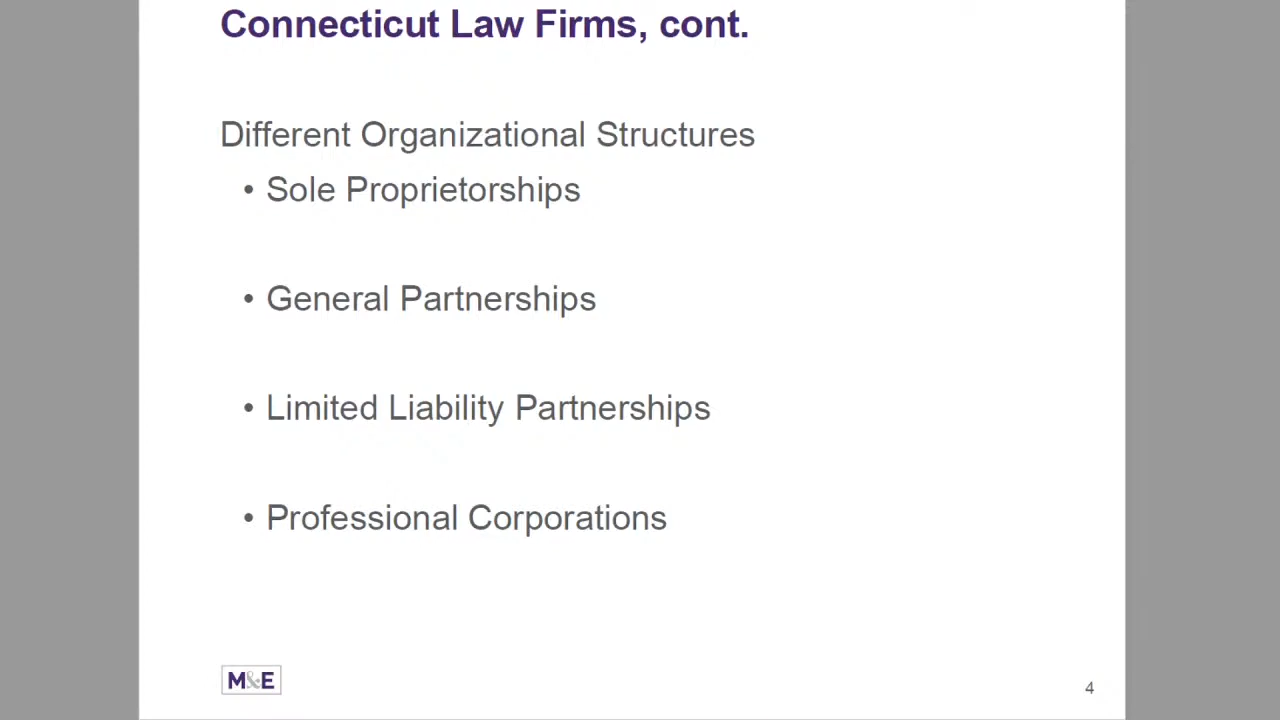 Connecticut Law Firms, cont.
Different Organizational Structures
• Sole Proprietorships
• General Partnerships
• Limited Liability Partnerships
• Professional Corporations
M&E
4